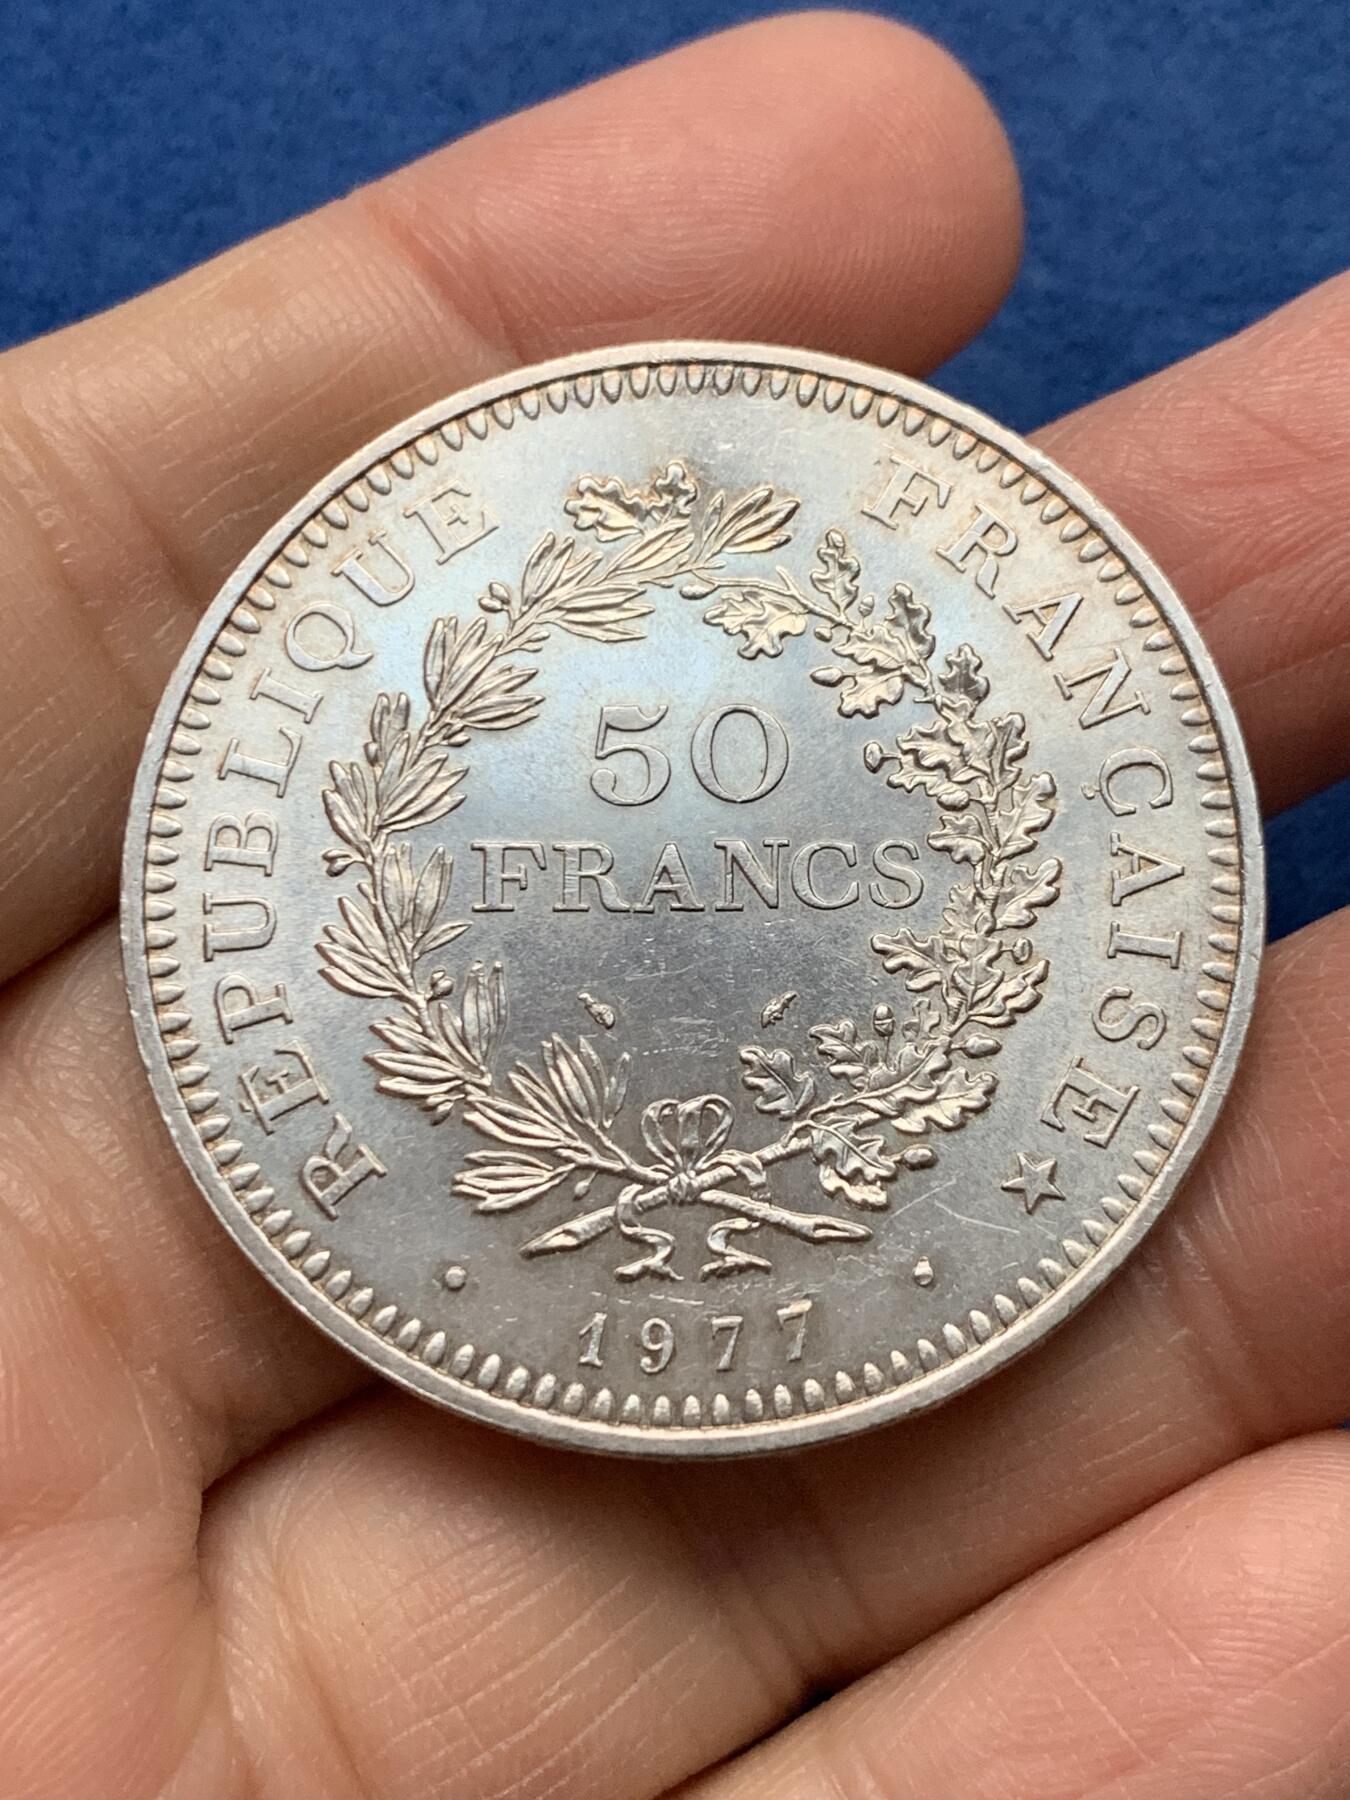 RÉPUBLIQUE FRANÇAISE
50
FRANCS
1977